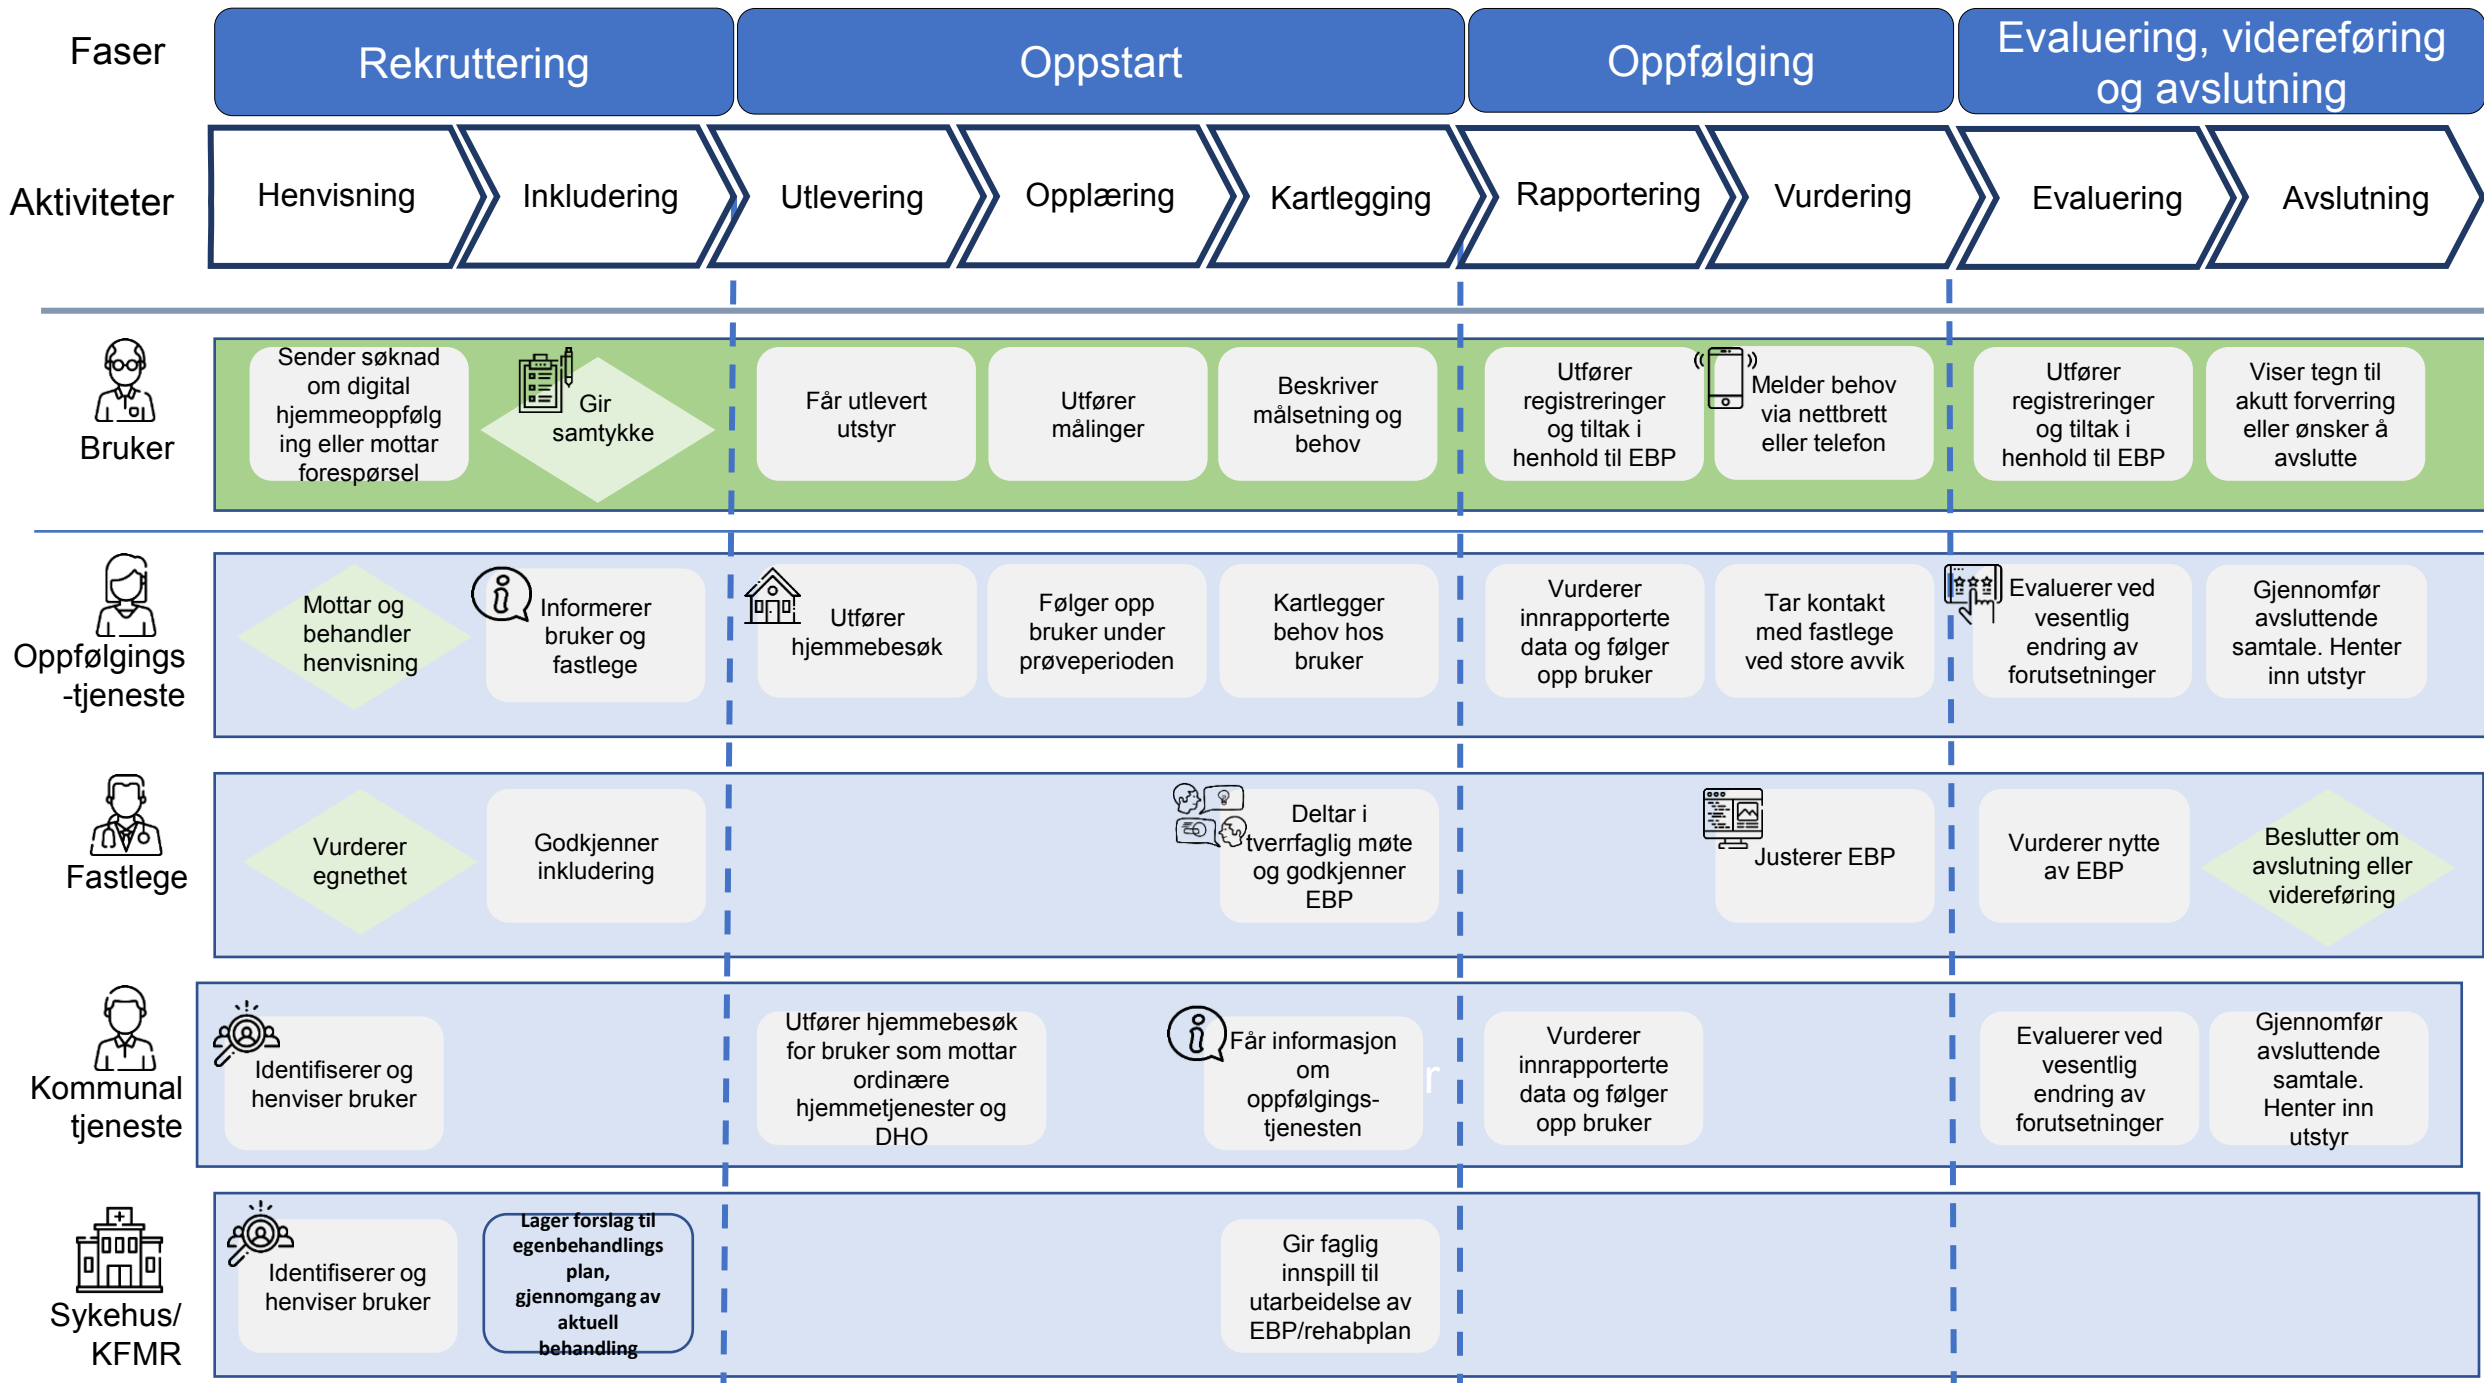 Faser
Rekruttering
Oppstart
Oppfølging
Evaluering, videreføring
og avslutning
Aktiviteter
Henvisning
Inkludering
Utlevering
Opplæring
Kartlegging
Rapportering
Vurdering
Evaluering
Avslutning
Bruker
Sender søknad
om digital
hjemmeoppfølg
ing eller mottar
forespørsel
Gir
samtykke
Får utlevert
utstyr
Utfører
målinger
Beskriver
målsetning og
behov
Utfører
registreringer
og tiltak i
henhold til EBP
Melder behov
via nettbrett
eller telefon
Utfører
registreringer
og tiltak i
henhold til EBP
Viser tegn til
akutt forverring
eller ønsker å
avslutte
Oppfølgings
-tjeneste
Mottar og
behandler
henvisning
Informerer
bruker og
fastlege
Utfører
hjemmebesøk
Følger opp
bruker under
prøveperioden
Kartlegger
behov hos
bruker
Vurderer
innrapporterte
data og følger
opp bruker
Tar kontakt
med fastlege
ved store avvik
Evaluerer ved
vesentlig
endring av
forutsetninger
Gjennomfør
avsluttende
samtale. Henter
inn utstyr
Fastlege
Vurderer
egnethet
Godkjenner
inkludering
Deltar i
tverrfaglig møte
og godkjenner
EBP
Justerer EBP
Vurderer nytte
av EBP
Beslutter om
avslutning eller
videreføring
Kommunal
tjeneste
Identifiserer og
henviser bruker
Utfører hjemmebesøk
for bruker som mottar
ordinære
hjemmetjenester og
DHO
Får informasjon
om
oppfølgings-
tjenesten
r
Vurderer
innrapporterte
data og følger
opp bruker
Evaluerer ved
vesentlig
endring av
forutsetninger
Gjennomfør
avsluttende
samtale.
Henter inn
utstyr
Sykehus/
KFMR
Identifiserer og
henviser bruker
Lager forslag til
egenbehandlings
plan,
gjennomgang av
aktuell
behandling
Gir faglig
innspill til
utarbeidelse av
EBP/rehabplan